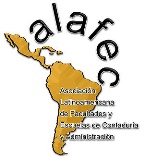 alafec
Asociación
Latinoamericana
de Facultades y
Escuelas de Contaduría
y Administración